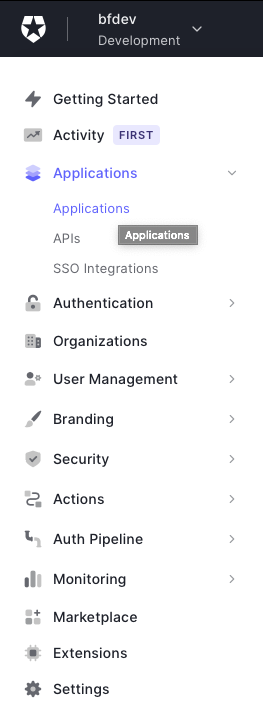 bfdev
Development
Getting Started
Activity FIRST
Applications
Applications
APIs
Applications
SSO Integrations
Authentication
Organizations
User Management
Branding
Security
Actions
Auth Pipeline
Monitoring
Marketplace
Extensions
Settings